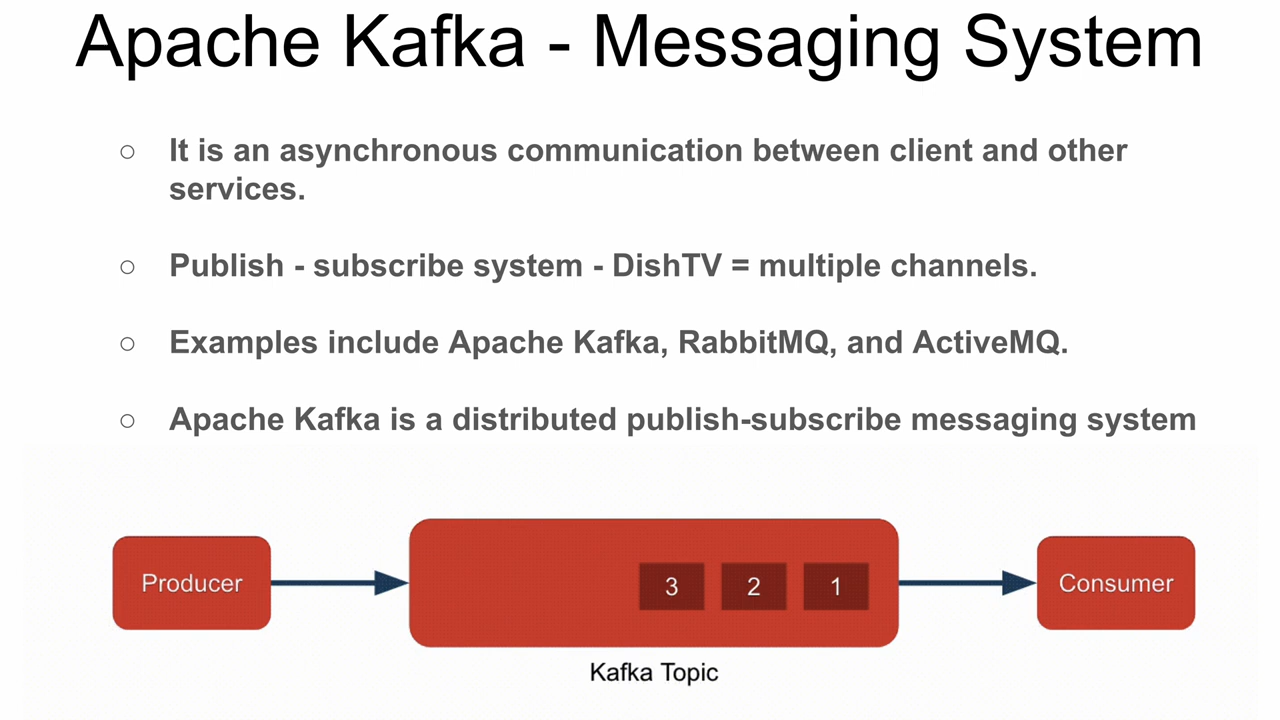 Apache Kafka - Messaging System
○ It is an asynchronous communication between client and other
services.
○ Publish - subscribe system - DishTV = multiple channels.
○ Examples include Apache Kafka, RabbitMQ, and ActiveMQ.
○ Apache Kafka is a distributed publish-subscribe messaging system
Producer
3 2 1
Consumer
Kafka Topic